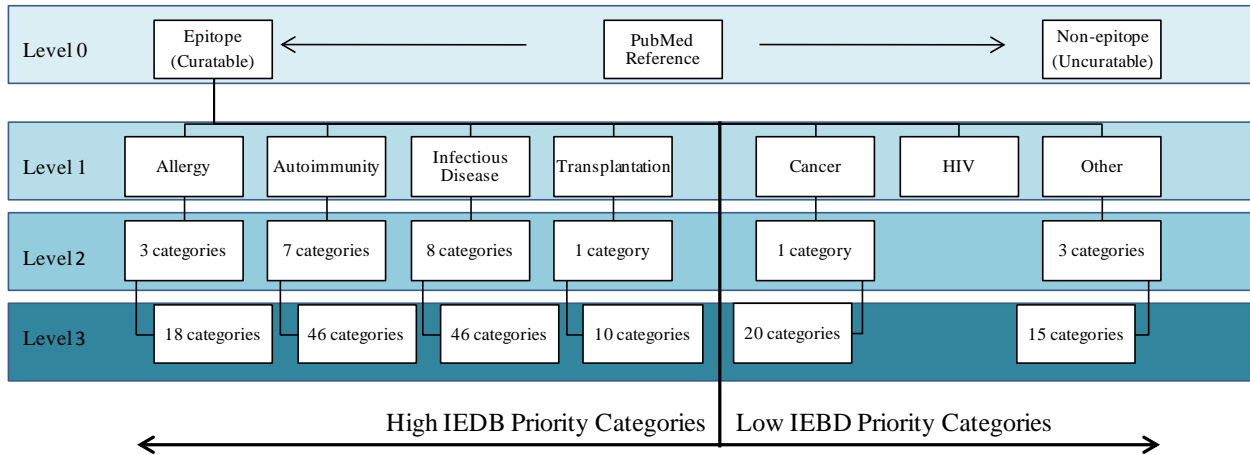 Level 0
Epitope
(Curatable)
PubMed
Reference
Non-epitope
(Uncuratable)
Level 1
Allergy
Autoimmunity
Infectious
Disease
Transplantation
Cancer
HIV
Other
Level 2
3 categories
7 categories
8 categories
1 category
1 category
3 categories
Level 3
18 categories
46 categories
46 categories
10 categories
20 categories
15 categories
High IEDB Priority Categories
Low IEBD Priority Categories